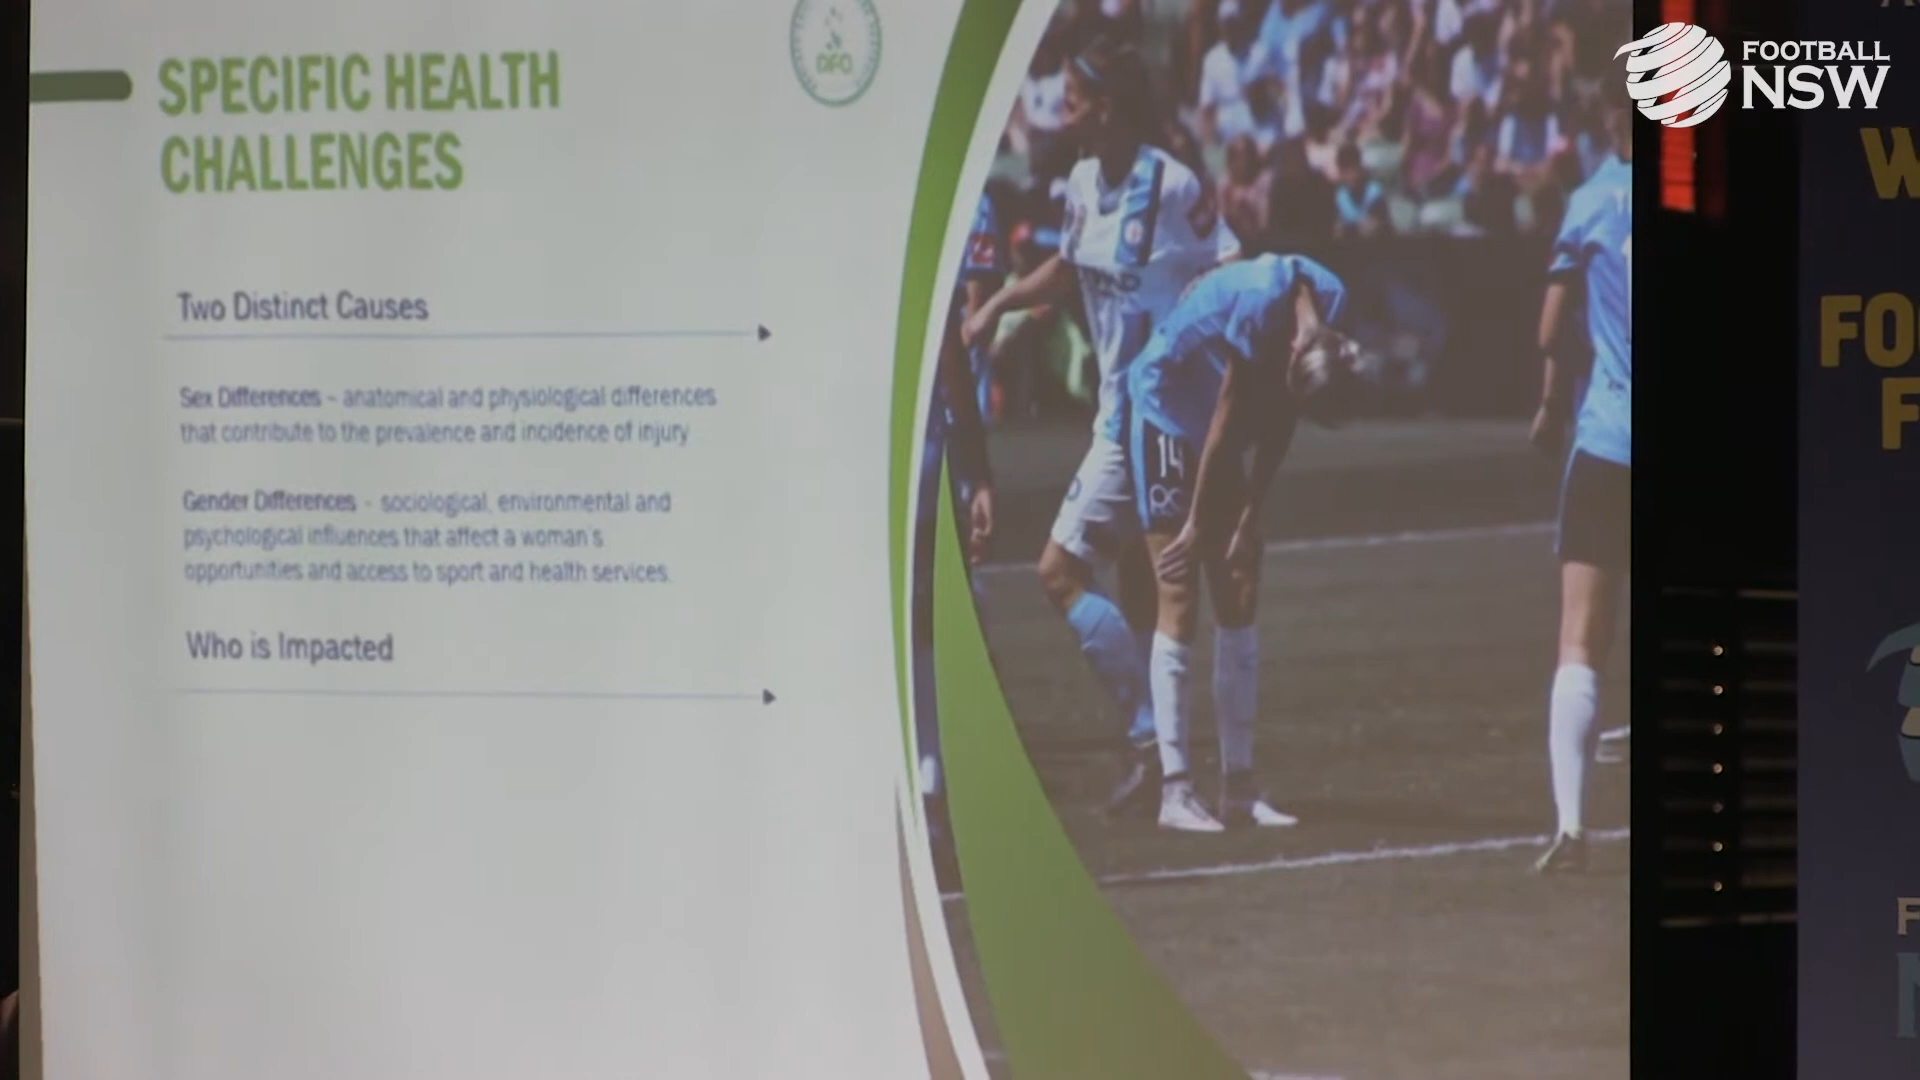 SPECIFIC HEALTH
CHALLENGES
Two Distinct Causes
Sex Differences - anatomical and physiological differences
that contribute to the prevalence and incidence of injury
Gender Differences - sociological, environmental and
psychological influences that affect a woman's
opportunities and access to sport and health services.
Who is Impacted
14
FOOTBALL
NSW
W
FO
F
F